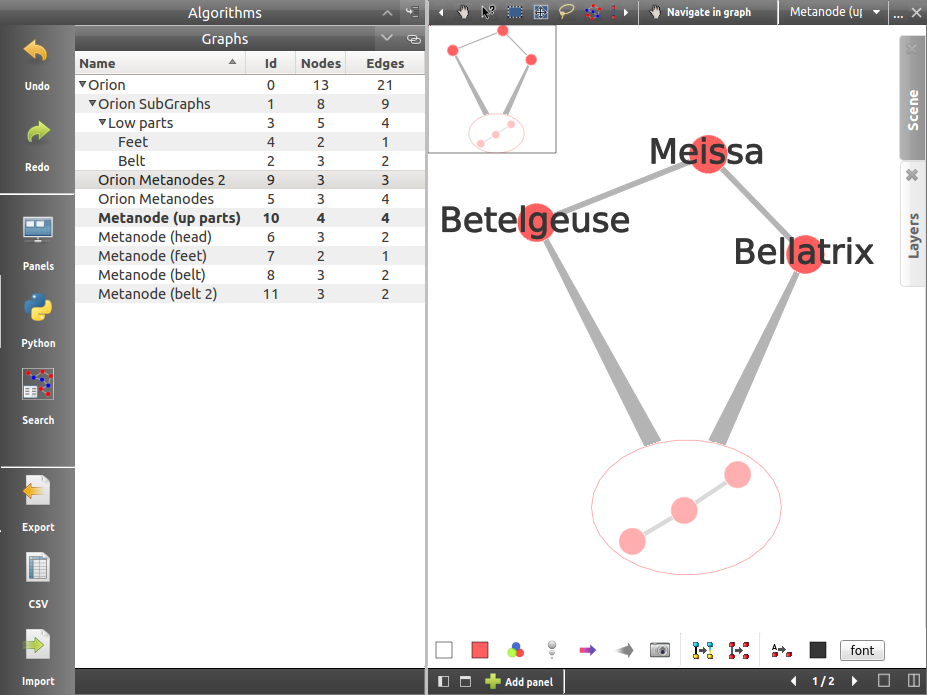 Algorithms
Graphs
Name Id Nodes Edges
Orion 0 13 21
Orion SubGraphs 1 8 9
Low parts 3 5 4
Feet 4 2 1
Belt 2 3 2
Orion Metanodes 2 9 3 3
Orion Metanodes 5 3 4
Metanode (up parts) 10 4 4
Metanode (head) 6 3 2
Metanode (feet) 7 2 1
Metanode (belt) 8 3 2
Metanode (belt 2) 11 3 2
Undo
Redo
Panels
Python
Search
Export
CSV
Import
Navigate in graph
Metanode (up
...
Meissa
Betelgeuse
Bellatrix
Scene
Layers
font
Add panel
1 / 2